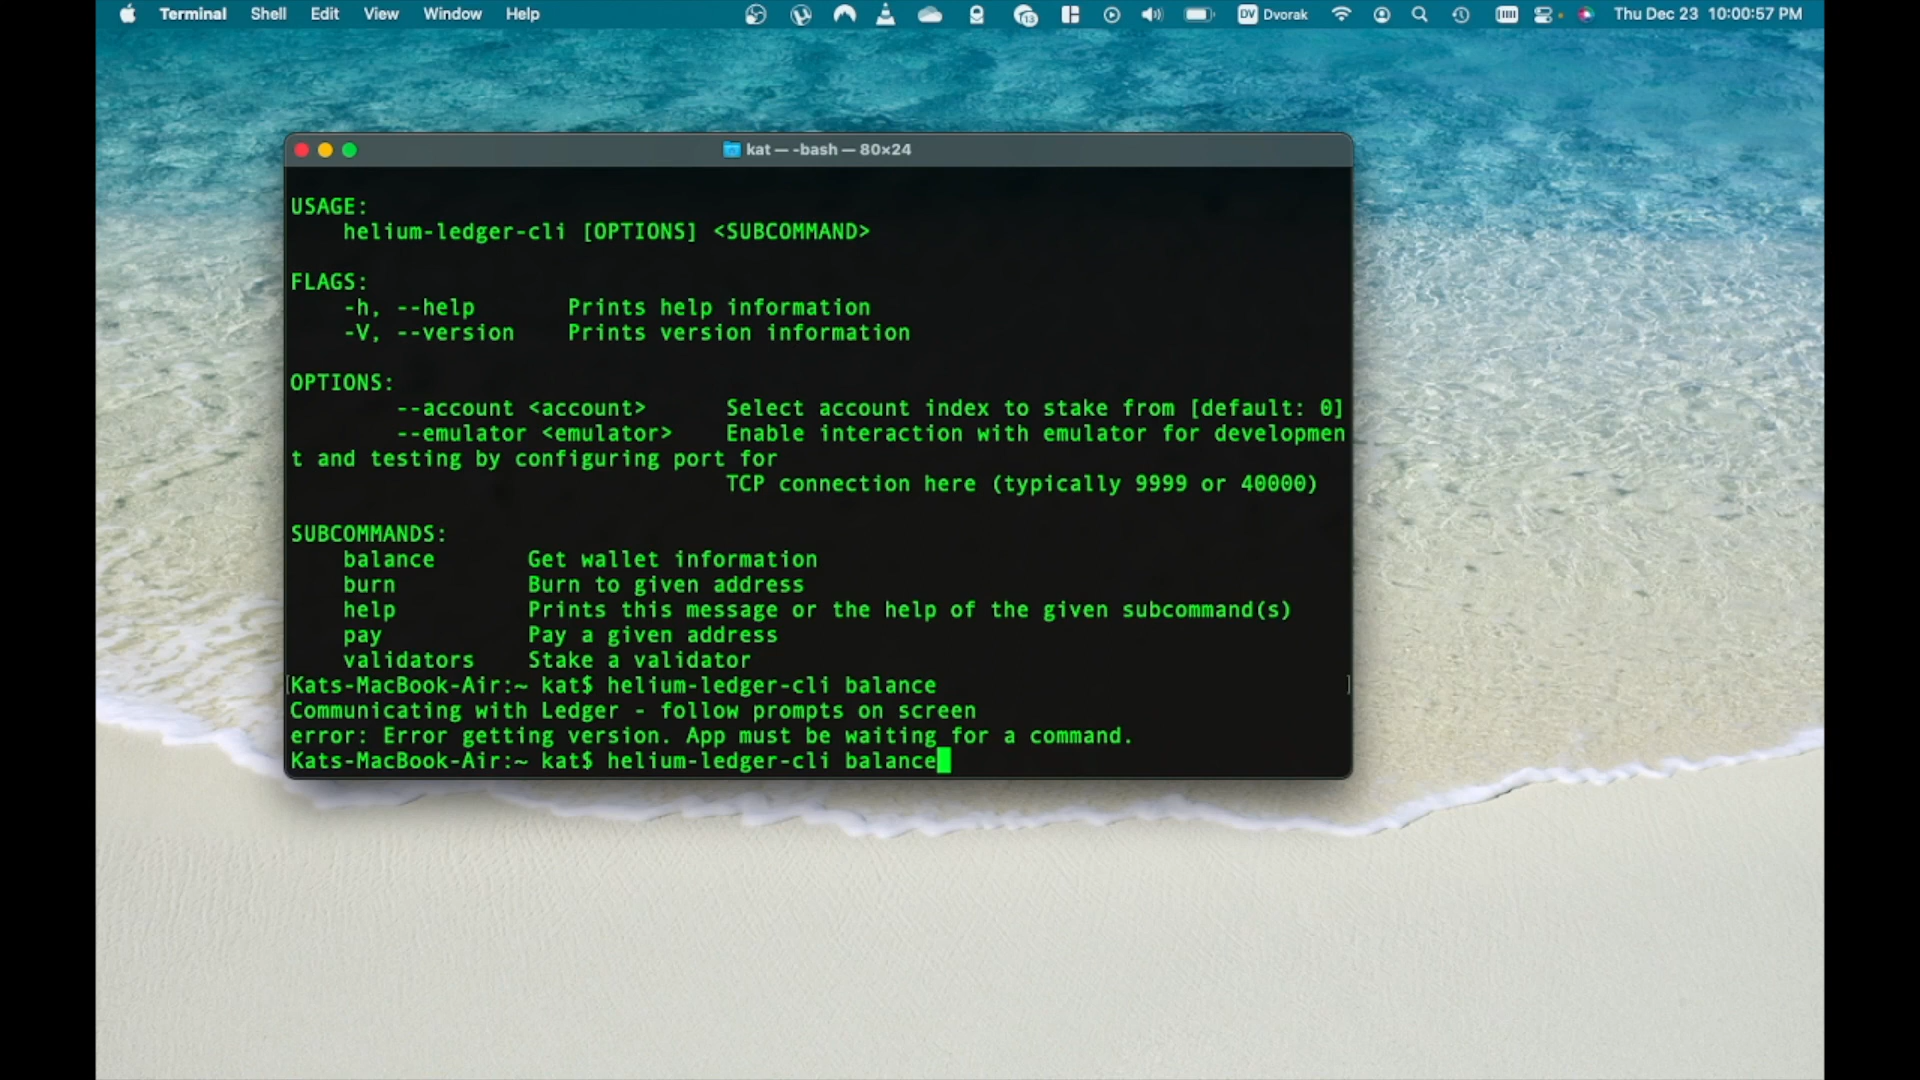 Terminal Shell Edit View Window Help 13 DV Dvorak Thu Dec 23 10:00:57 PM
kat — -bash — 80×24
USAGE:
helium-ledger-cli [OPTIONS] <SUBCOMMAND>
FLAGS:
-h, --help Prints help information
-V, --version Prints version information
OPTIONS:
--account <account> Select account index to stake from [default: 0]
--emulator <emulator> Enable interaction with emulator for developmen
t and testing by configuring port for
TCP connection here (typically 9999 or 40000)
SUBCOMMANDS:
balance Get wallet information
burn Burn to given address
help Prints this message or the help of the given subcommand(s)
pay Pay a given address
validators Stake a validator
[Kats-MacBook-Air:~ kat$ helium-ledger-cli balance ]
Communicating with Ledger - follow prompts on screen
error: Error getting version. App must be waiting for a command.
Kats-MacBook-Air:~ kat$ helium-ledger-cli balance